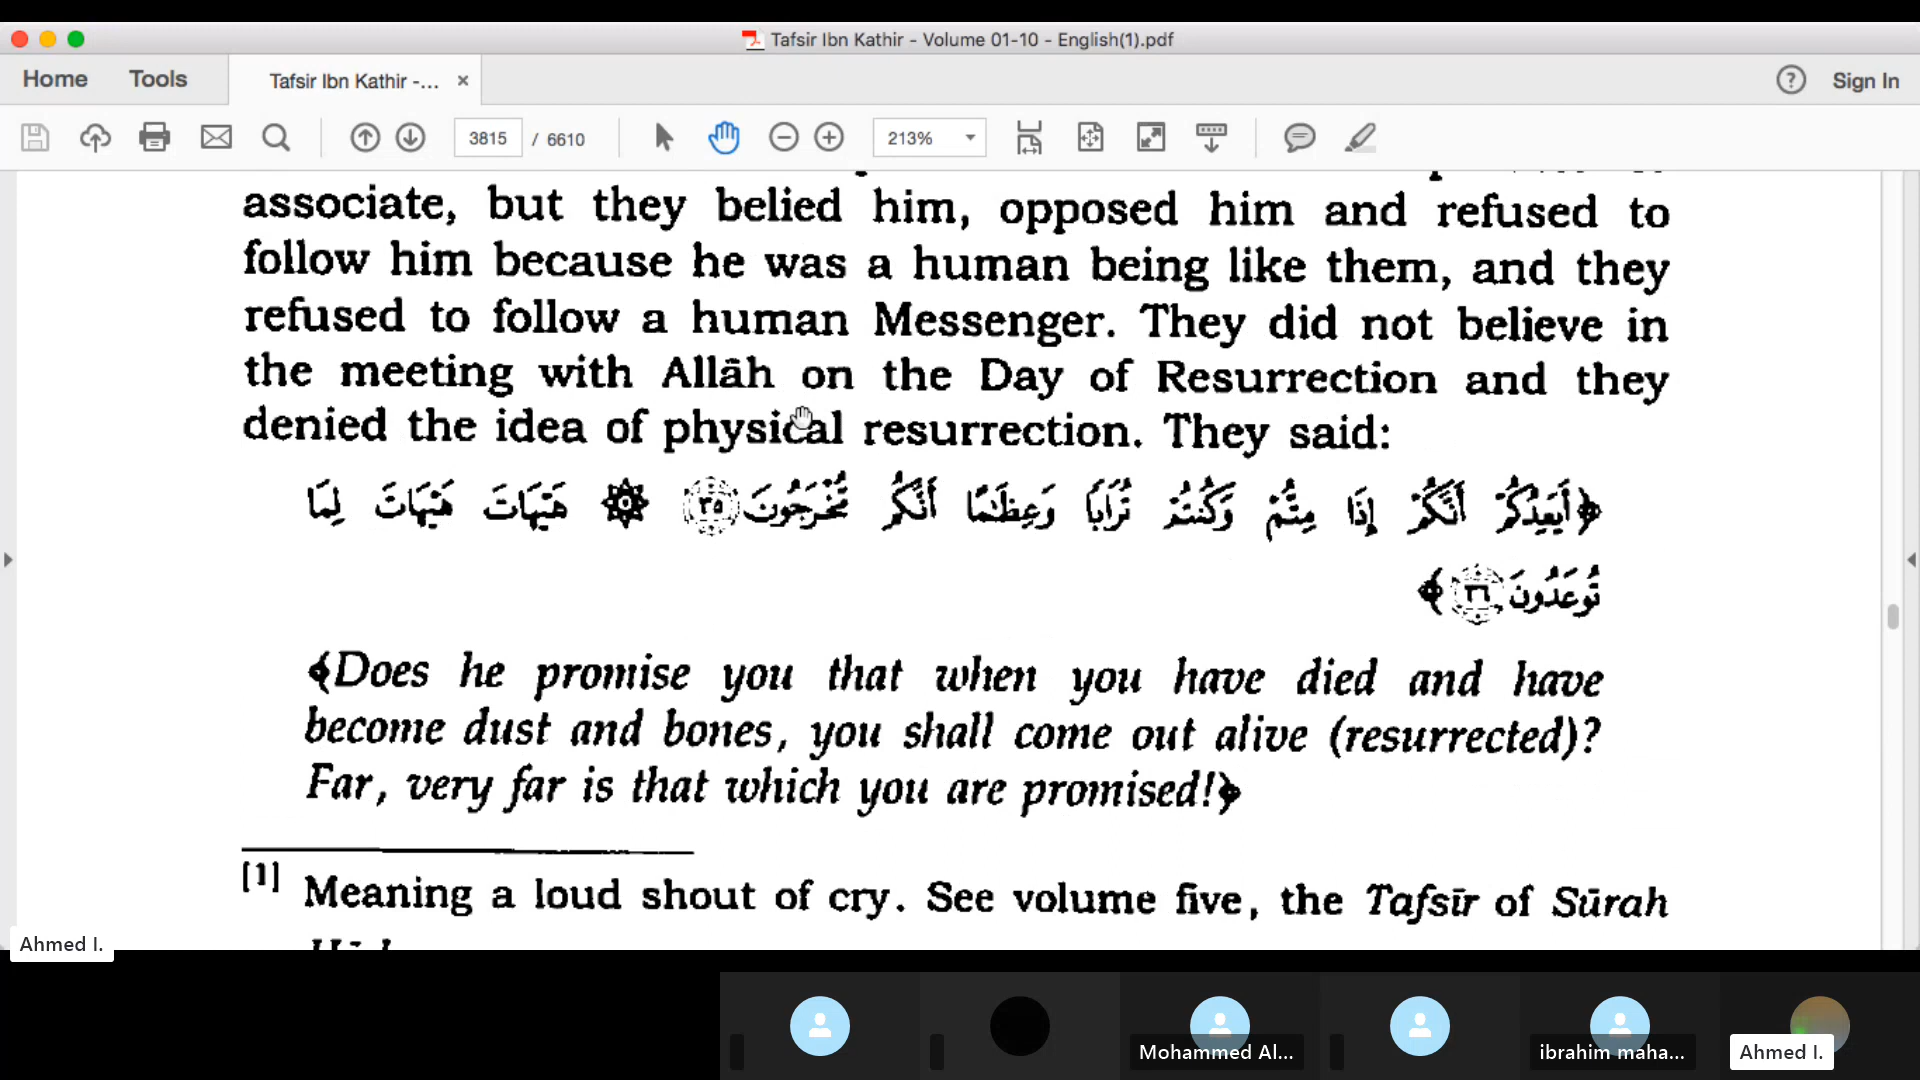 Tafsir Ibn Kathir - Volume 01-10 - English(1).pdf
Home Tools Tafsir Ibn Kathir -... × ? Sign In
3815 / 6610 213%
associate, but they belied him, opposed him and refused to
follow him because he was a human being like them, and they
refused to follow a human Messenger. They did not believe in
the meeting with Allāh on the Day of Resurrection and they
denied the idea of physical resurrection. They said:
﴿أَيَعِدُكُمْ أَنَّكُمْ إِذَا مِتُّمْ وَكُنتُمْ تُرَابًا وَعِظَٰمًا أَنَّكُم مُّخْرَجُونَ ٣٥ ۞ هَيْهَاتَ هَيْهَاتَ لِمَا
تُوعَدُونَ ٣٦﴾
﴾Does he promise you that when you have died and have
become dust and bones, you shall come out alive (resurrected)?
Far, very far is that which you are promised!﴿
[1] Meaning a loud shout of cry. See volume five, the Tafsīr of Sūrah
Ahmed I.
Mohammed Al... ibrahim maha... Ahmed I.